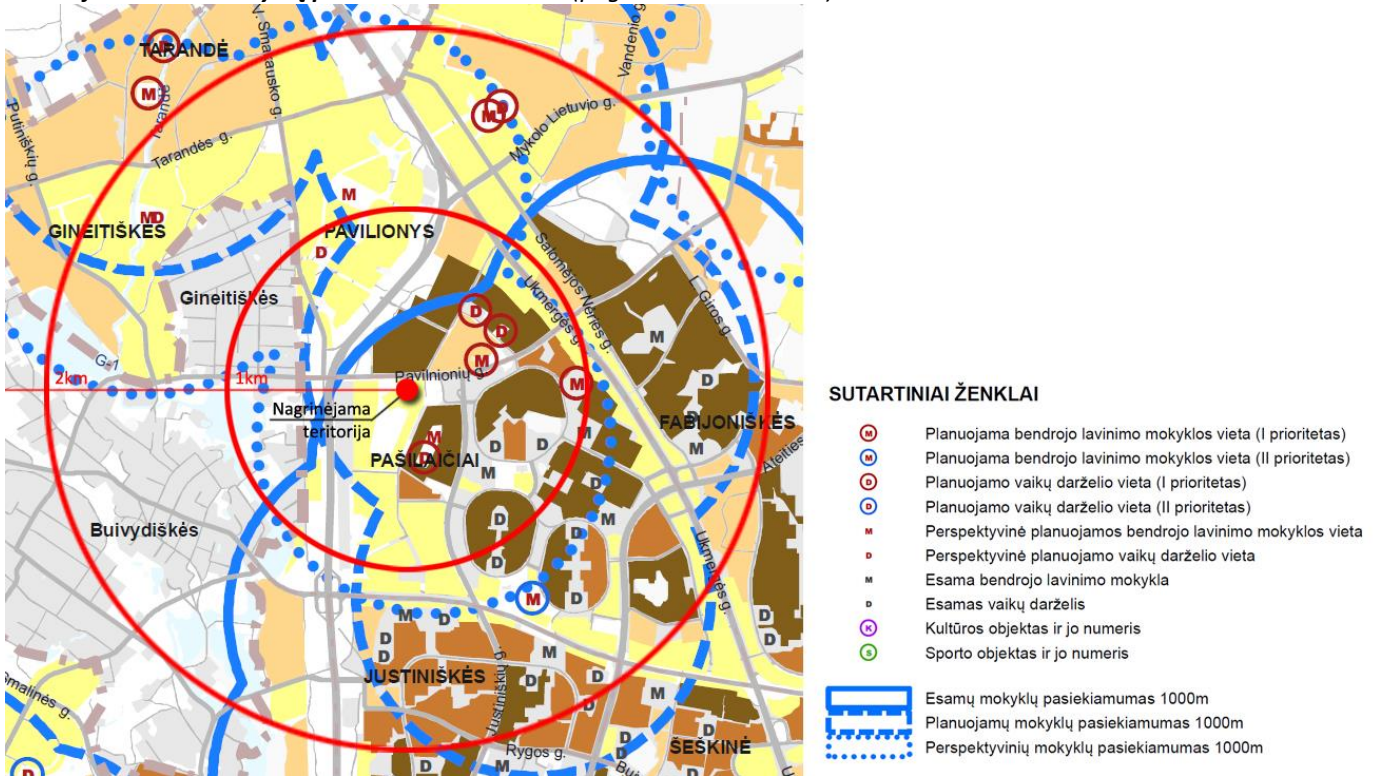 TARANDĖ
V. Smanausko g.
Vandenio g.
M
M
D
Mykolo Lietuvio g.
Putiniškių g.
Tarandė
Tarandės g.
M
MD
GINEITIŠKĖS
PAVILIONYS
D
Salomėjos Nėries g.
Ukmergės g.
L. Giros g.
Gineitiškės
D
D
M
M
G-1
2km
1km
Pavilnionių g.
M
D
Nagrinėjama
teritorija
D
FABIJONIŠKĖS
M
D
D
M
Ateities
PAŠILAIČIAI
D
M
D
D
M
Buivydiškės
D
D
D
Ukmergės g.
M
D
M
D
D
D
D
JUSTINIŠKĖS
M
D
Justiniškių g.
Smalinės g.
Rygos g.
ŠEŠKINĖ
D
D
M
SUTARTINIAI ŽENKLAI
M Planuojama bendrojo lavinimo mokyklos vieta (I prioritetas)
M Planuojama bendrojo lavinimo mokyklos vieta (II prioritetas)
D Planuojamo vaikų darželio vieta (I prioritetas)
D Planuojamo vaikų darželio vieta (II prioritetas)
M Perspektyvinė planuojamos bendrojo lavinimo mokyklos vieta
D Perspektyvinė planuojamo vaikų darželio vieta
M Esama bendrojo lavinimo mokykla
D Esamas vaikų darželis
K Kultūros objektas ir jo numeris
S Sporto objektas ir jo numeris
Esamų mokyklų pasiekiamumas 1000m
Planuojamų mokyklų pasiekiamumas 1000m
Perspektyvinių mokyklų pasiekiamumas 1000m